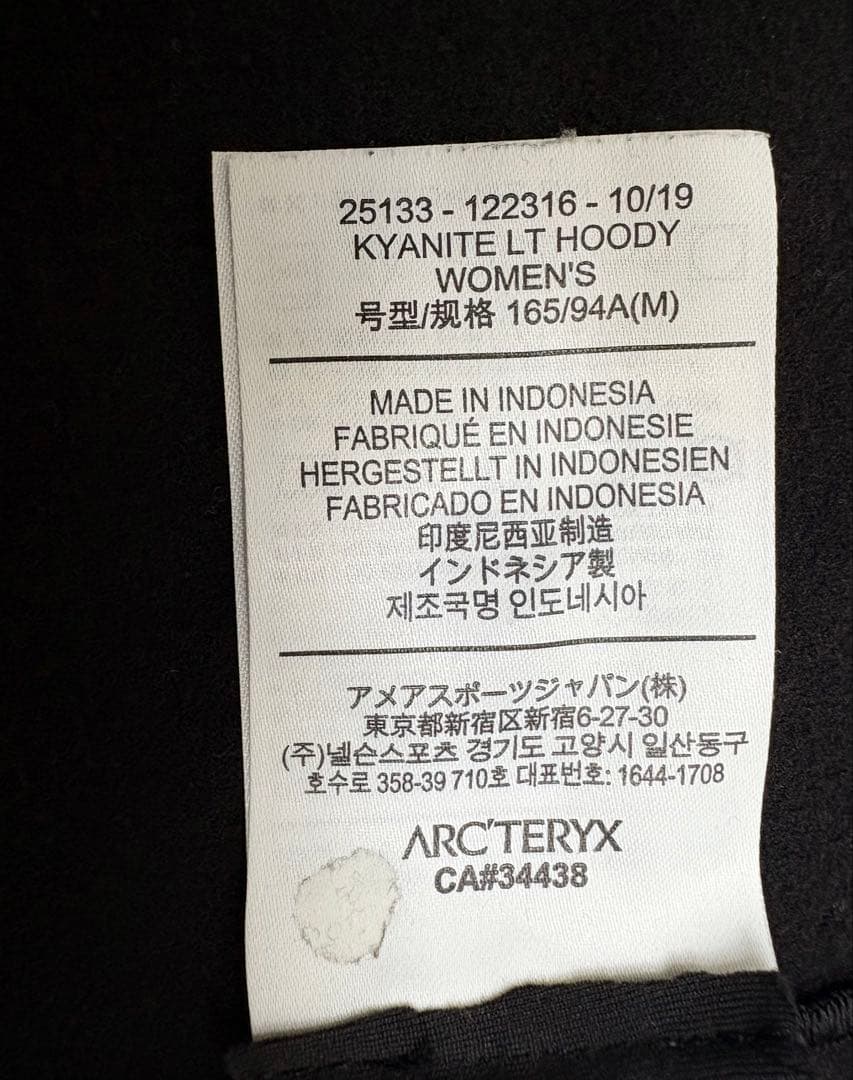 25133 - 122316 - 10/19
KYANITE LT HOODY
WOMEN'S
号型/规格 165/94A(M)
MADE IN INDONESIA
FABRIQUÉ EN INDONESIE
HERGESTELLT IN INDONESIEN
FABRICADO EN INDONESIA
印度尼西亚制造
インドネシア製
제조국명 인도네시아
アメアスポーツジャパン(株)
東京都新宿区新宿6-27-30
(주)넬슨스포츠 경기도 고양시 일산동구
호수로 358-39 710호 대표번호: 1644-1708
ARC'TERYX
CA#34438